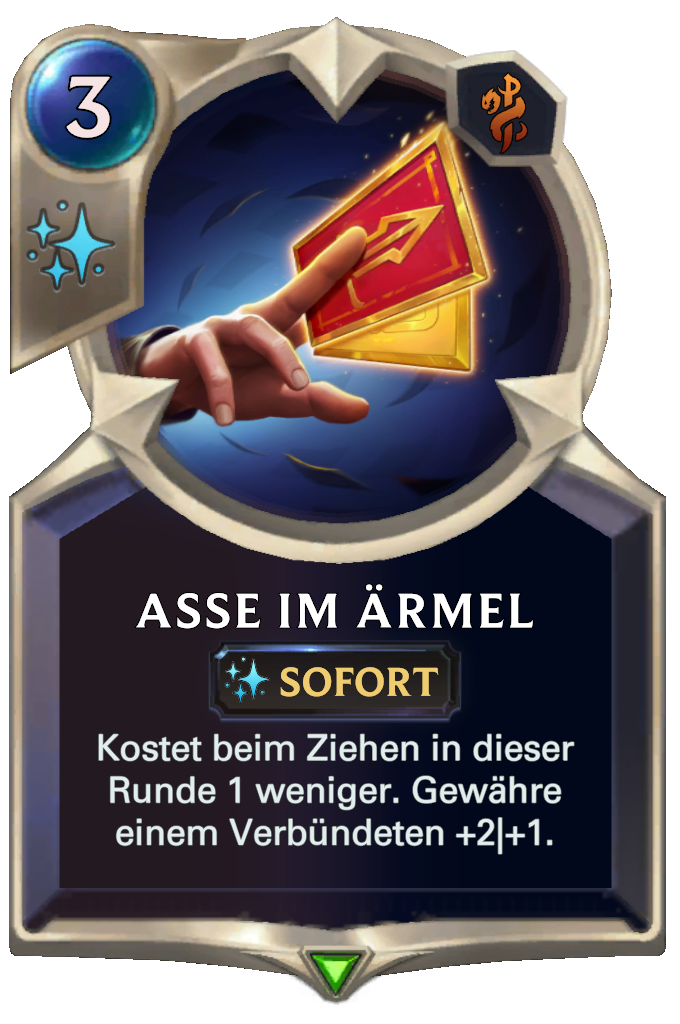 3
ASSE IM ÄRMEL
SOFORT
Kostet beim Ziehen in dieser
Runde 1 weniger. Gewähre
einem Verbündeten +2|+1.